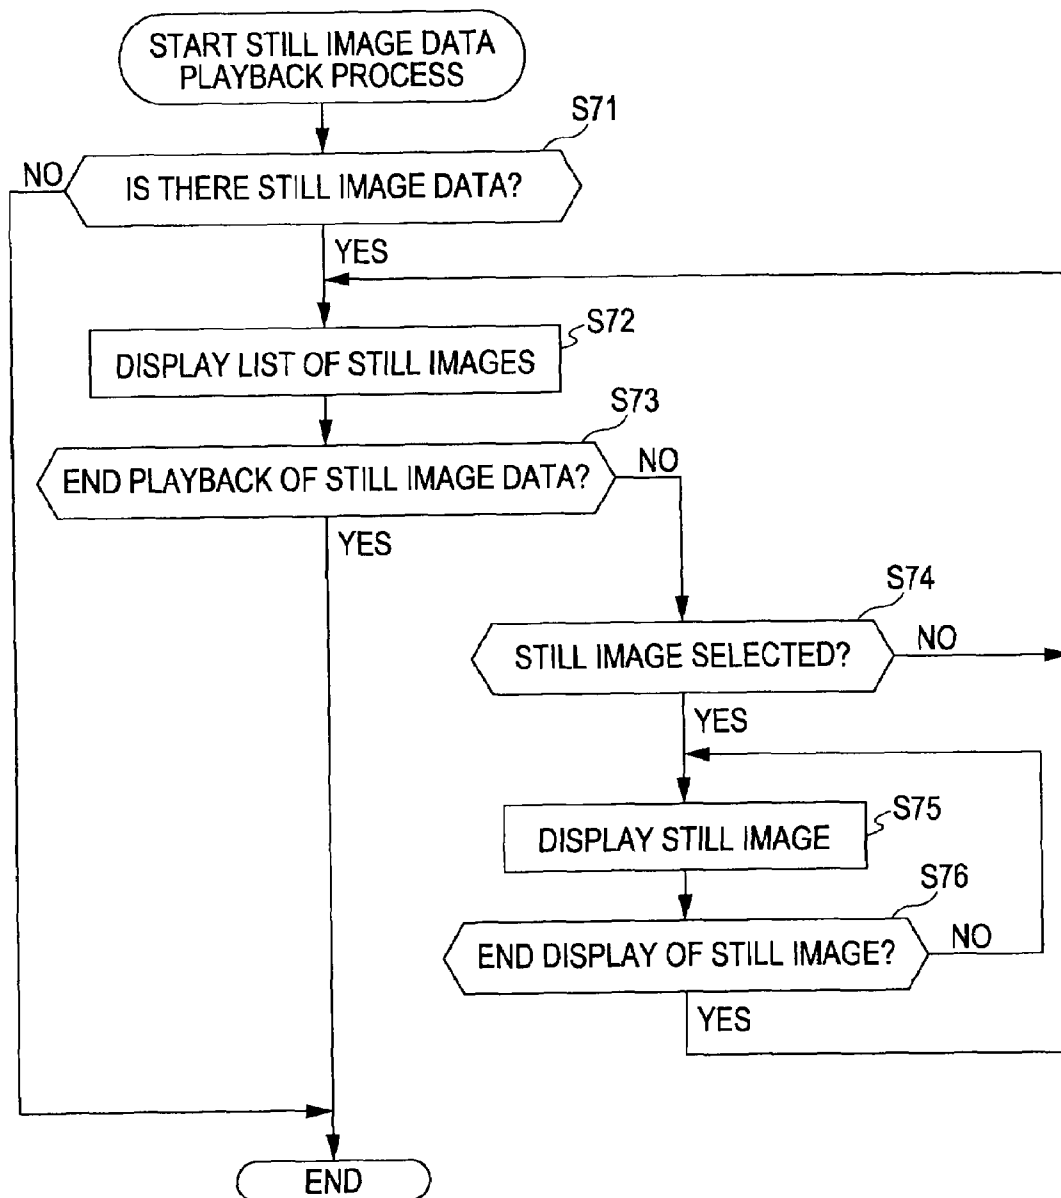 START STILL IMAGE DATA
PLAYBACK PROCESS
S71
NO
IS THERE STILL IMAGE DATA?
YES
S72
DISPLAY LIST OF STILL IMAGES
S73
END PLAYBACK OF STILL IMAGE DATA?
NO
YES
S74
STILL IMAGE SELECTED?
NO
YES
S75
DISPLAY STILL IMAGE
S76
END DISPLAY OF STILL IMAGE?
NO
YES
END